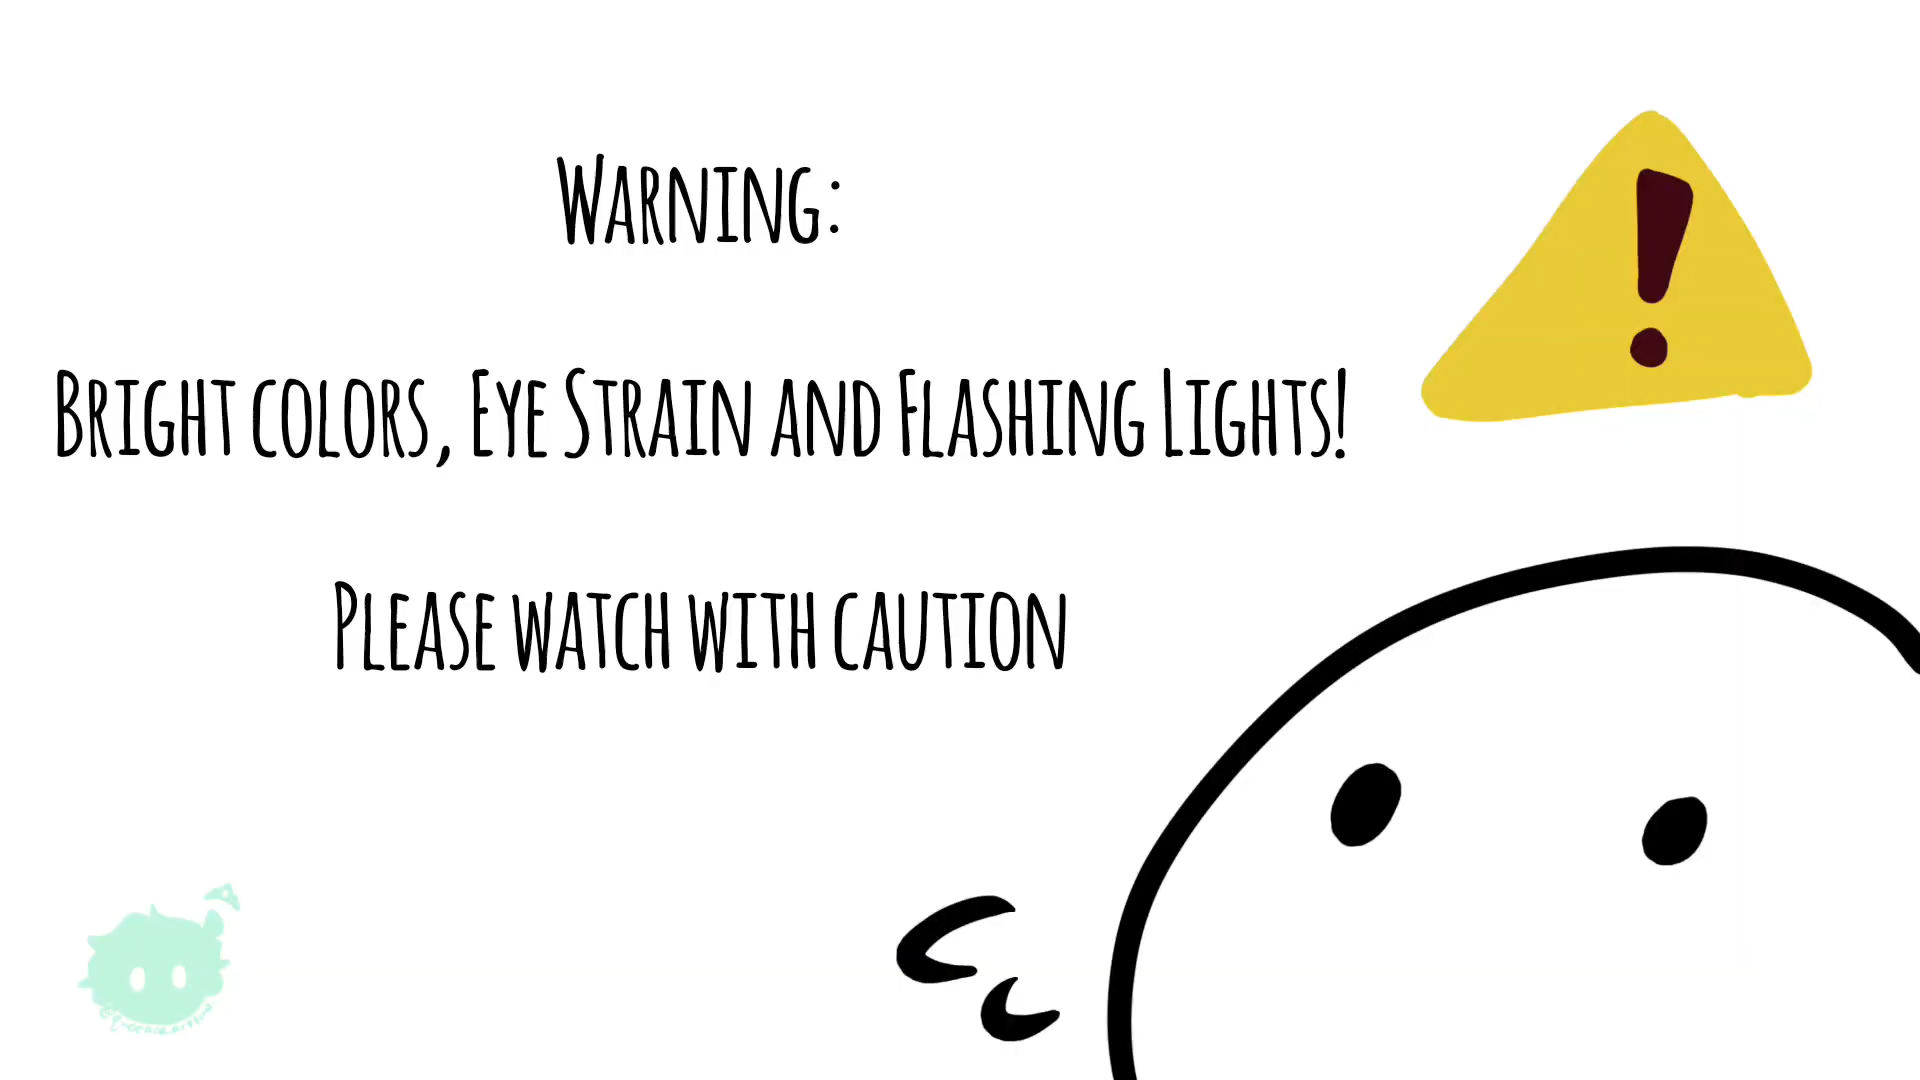 Warning:
Bright colors, Eye Strain and Flashing Lights!
Please watch with caution